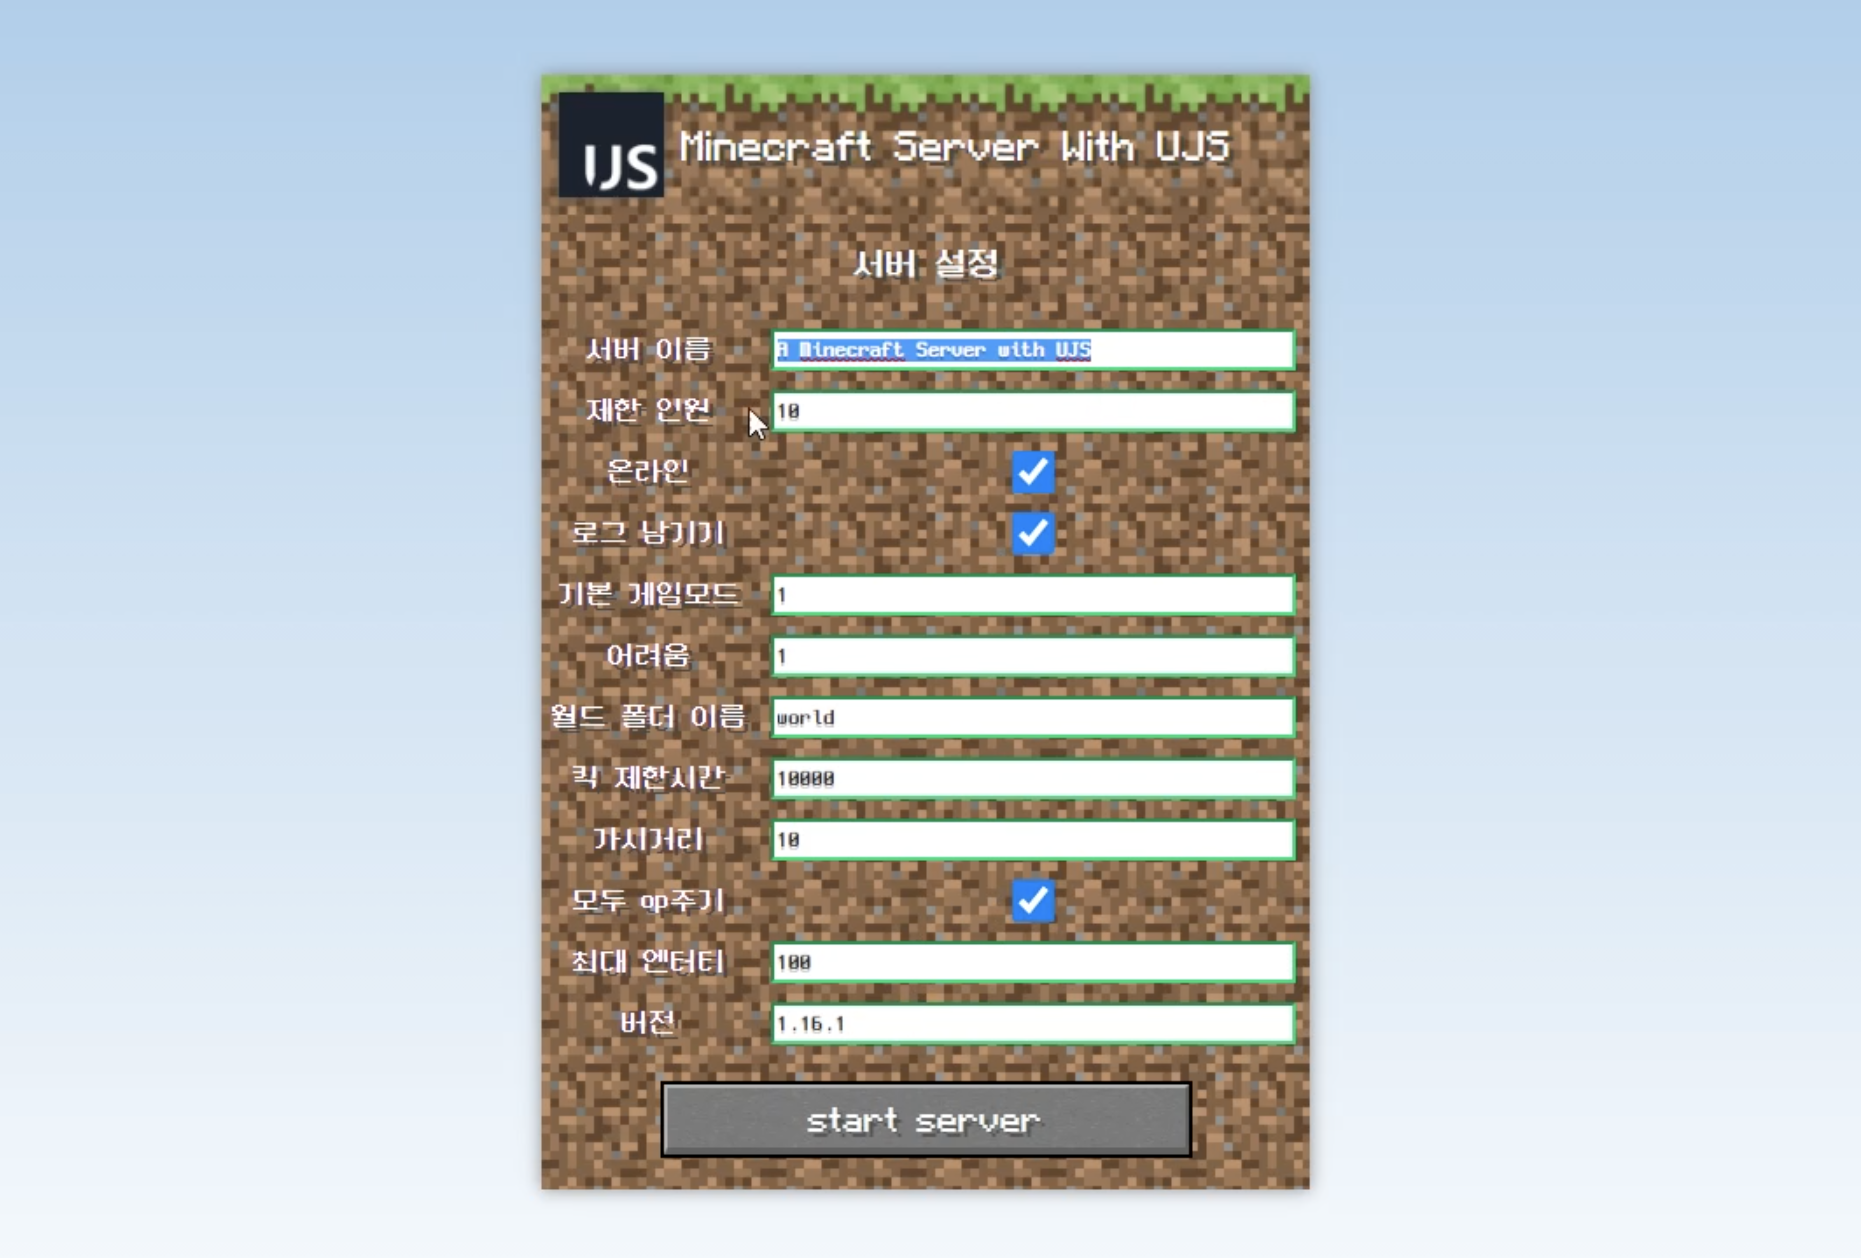 UJS
Minecraft Server With UJS
서버 설정
서버 이름 A Minecraft Server with UJS
제한 인원 10
온라인
로그 남기기
기본 게임모드 1
어려움 1
월드 폴더 이름 world
킥 제한시간 10000
가시거리 10
모두 op주기
최대 엔터티 100
버전 1.16.1
start server